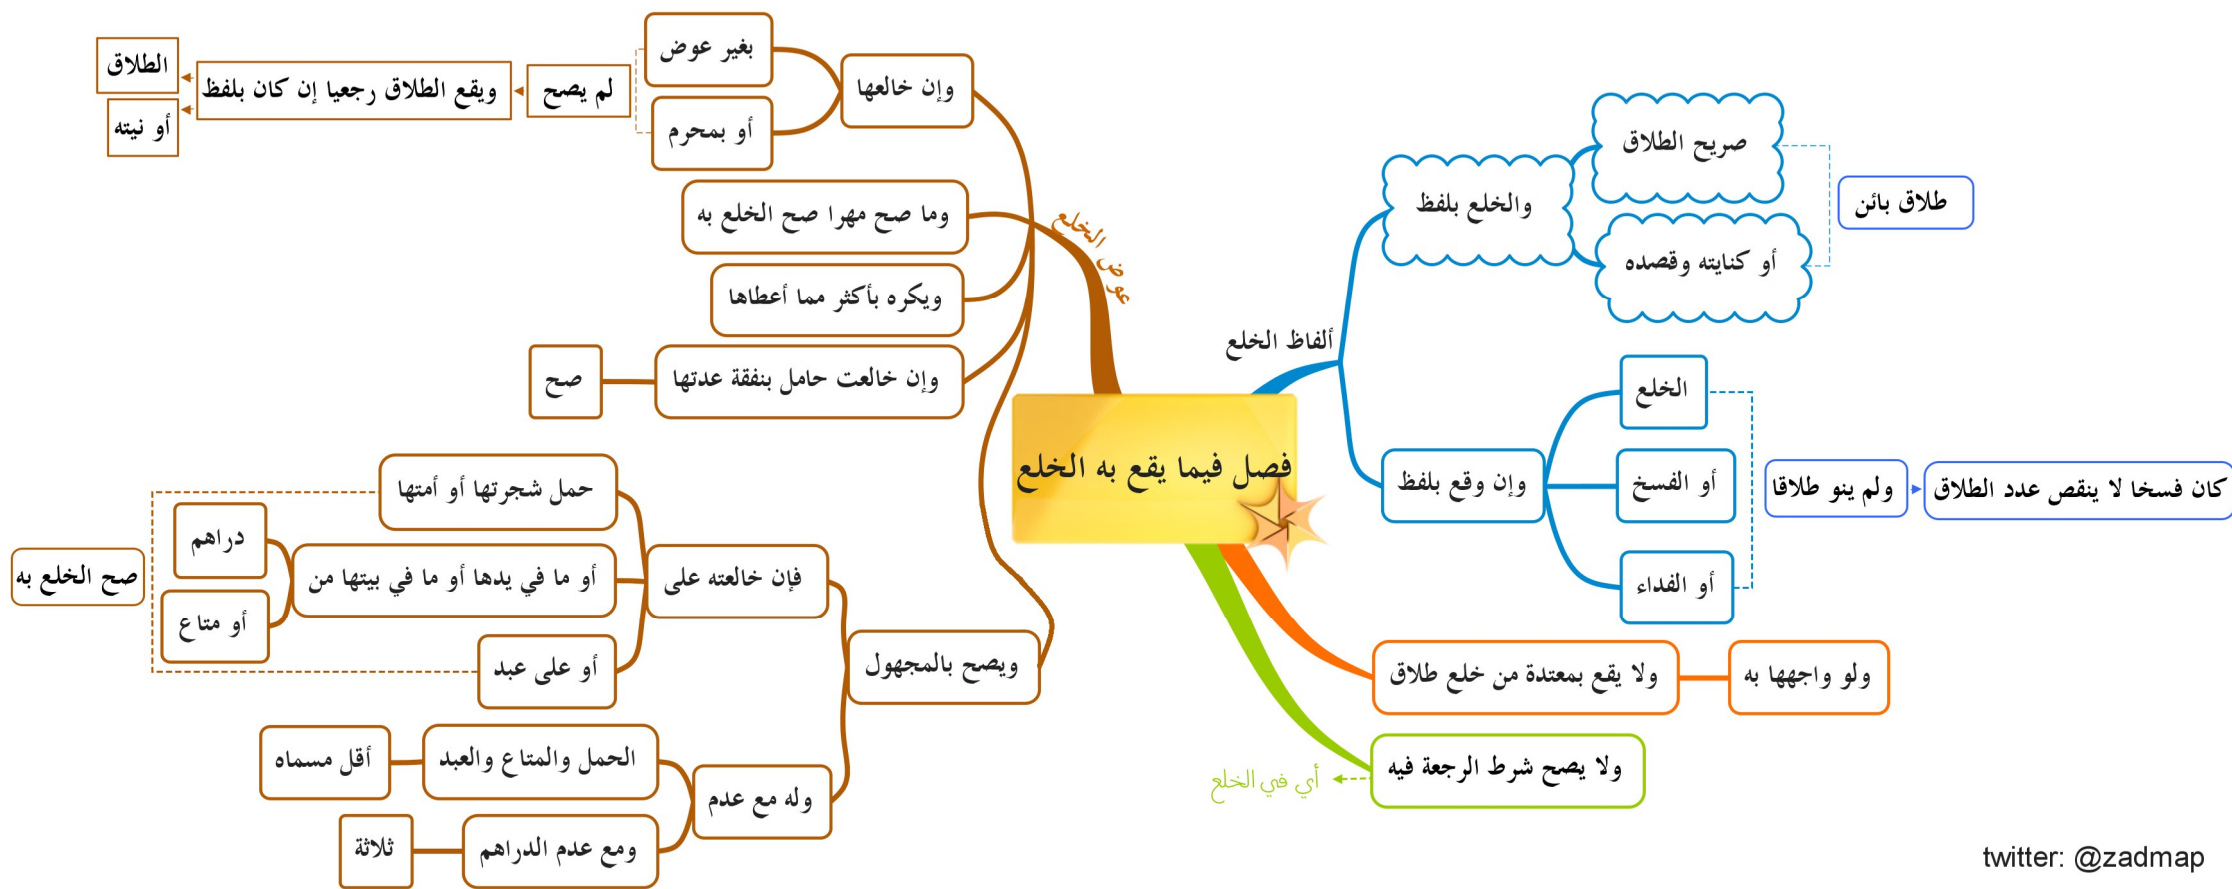 فصل فيما يقع به الخلع
ألفاظ الخلع
والخلع بلفظ
صريح الطلاق
أو كنايته وقصده
طلاق بائن
وإن وقع بلفظ
الخلع
أو الفسخ
أو الفداء
ولم ينو طلاقا
كان فسخا لا ينقص عدد الطلاق
ولا يقع بمعتدة من خلع طلاق
ولو واجهها به
ولا يصح شرط الرجعة فيه
أي في الخلع
عوض الخلع
وإن خالعها
بغير عوض
أو بمحرم
لم يصح
ويقع الطلاق رجعيا إن كان بلفظ
الطلاق
أو نيته
وما صح مهرا صح الخلع به
ويكره بأكثر مما أعطاها
وإن خالعت حامل بنفقة عدتها
صح
ويصح بالمجهول
فإن خالعته على
حمل شجرتها أو أمتها
أو ما في يدها أو ما في بيتها من
دراهم
أو متاع
أو على عبد
صح الخلع به
وله مع عدم
الحمل والمتاع والعبد
أقل مسماه
ومع عدم الدراهم
ثلاثة
twitter: @zadmap